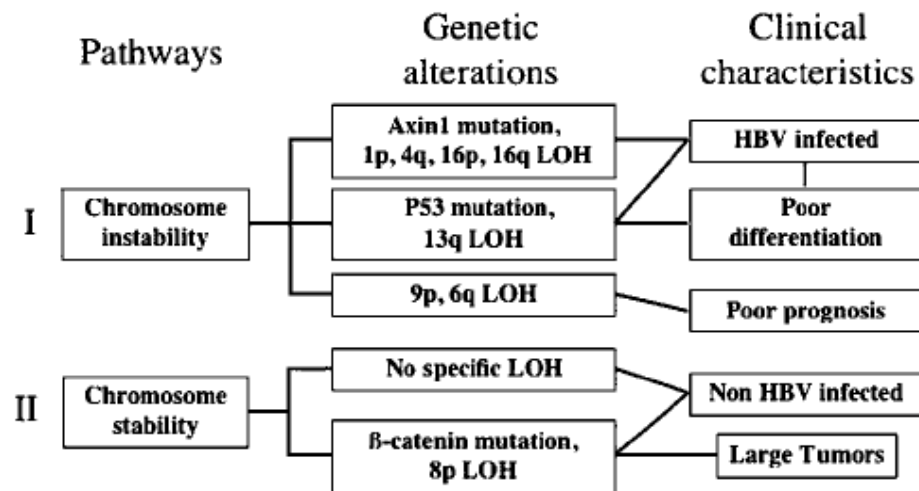 Pathways
Genetic
alterations
Clinical
characteristics
I
Chromosome
instability
Axin1 mutation,
1p, 4q, 16p, 16q LOH
P53 mutation,
13q LOH
9p, 6q LOH
HBV infected
Poor
differentiation
Poor prognosis
II
Chromosome
stability
No specific LOH
ß-catenin mutation,
8p LOH
Non HBV infected
Large Tumors